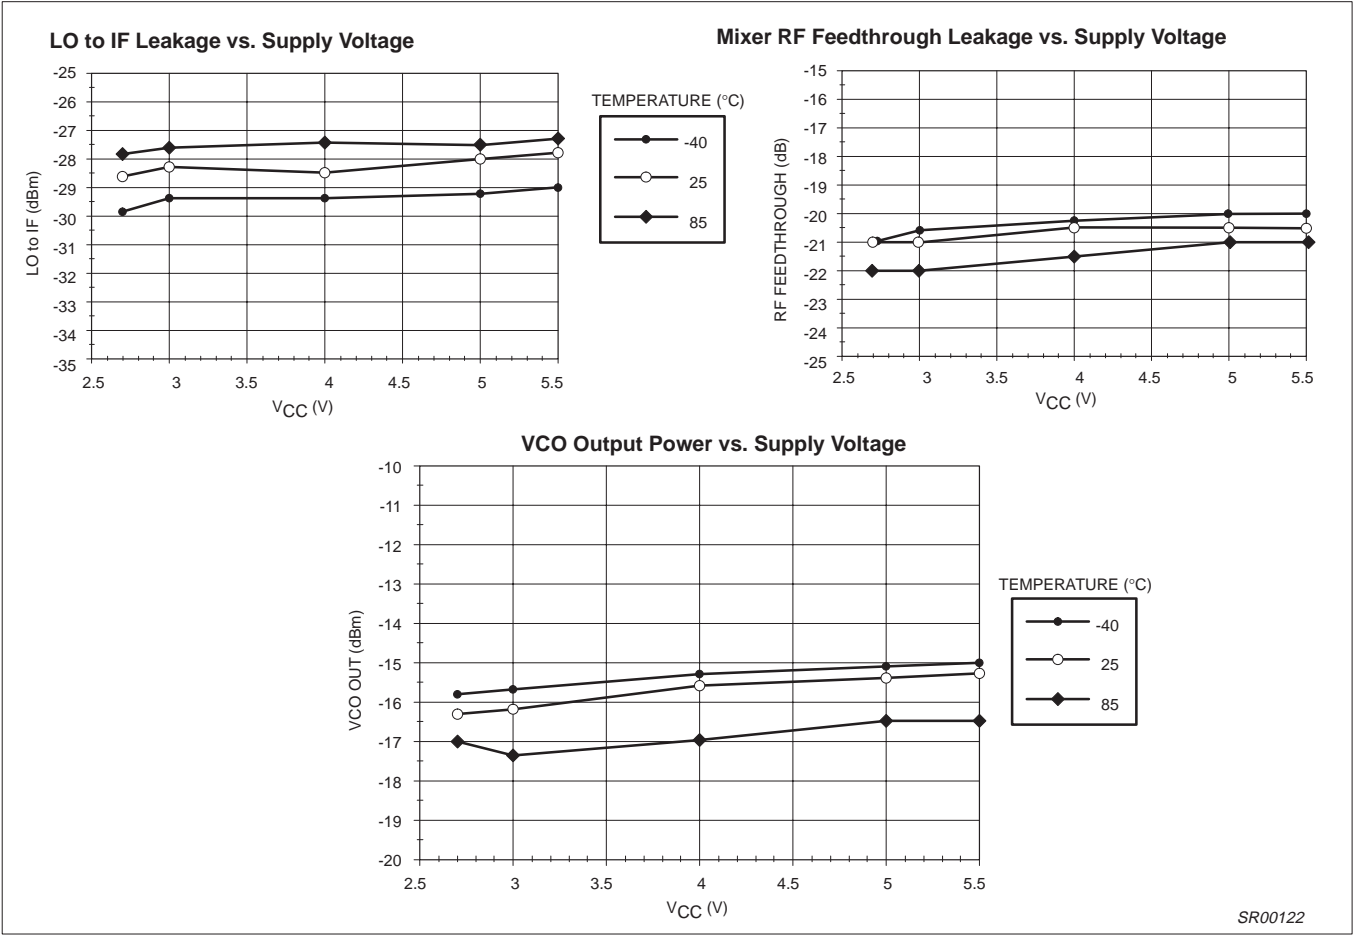 LO to IF Leakage vs. Supply Voltage
-25
-26
-27
-28
-29
-30
-31
-32
-33
-34
-35
LO to IF (dBm)
2.5 3 3.5 4 4.5 5 5.5
VCC (V)
TEMPERATURE (°C)
-40
25
85
Mixer RF Feedthrough Leakage vs. Supply Voltage
-15
-16
-17
-18
-19
-20
-21
-22
-23
-24
-25
RF FEEDTHROUGH (dB)
2.5 3 3.5 4 4.5 5 5.5
VCC (V)
VCO Output Power vs. Supply Voltage
-10
-11
-12
-13
-14
-15
-16
-17
-18
-19
-20
VCO OUT (dBm)
2.5 3 3.5 4 4.5 5 5.5
VCC (V)
TEMPERATURE (°C)
-40
25
85
SR00122